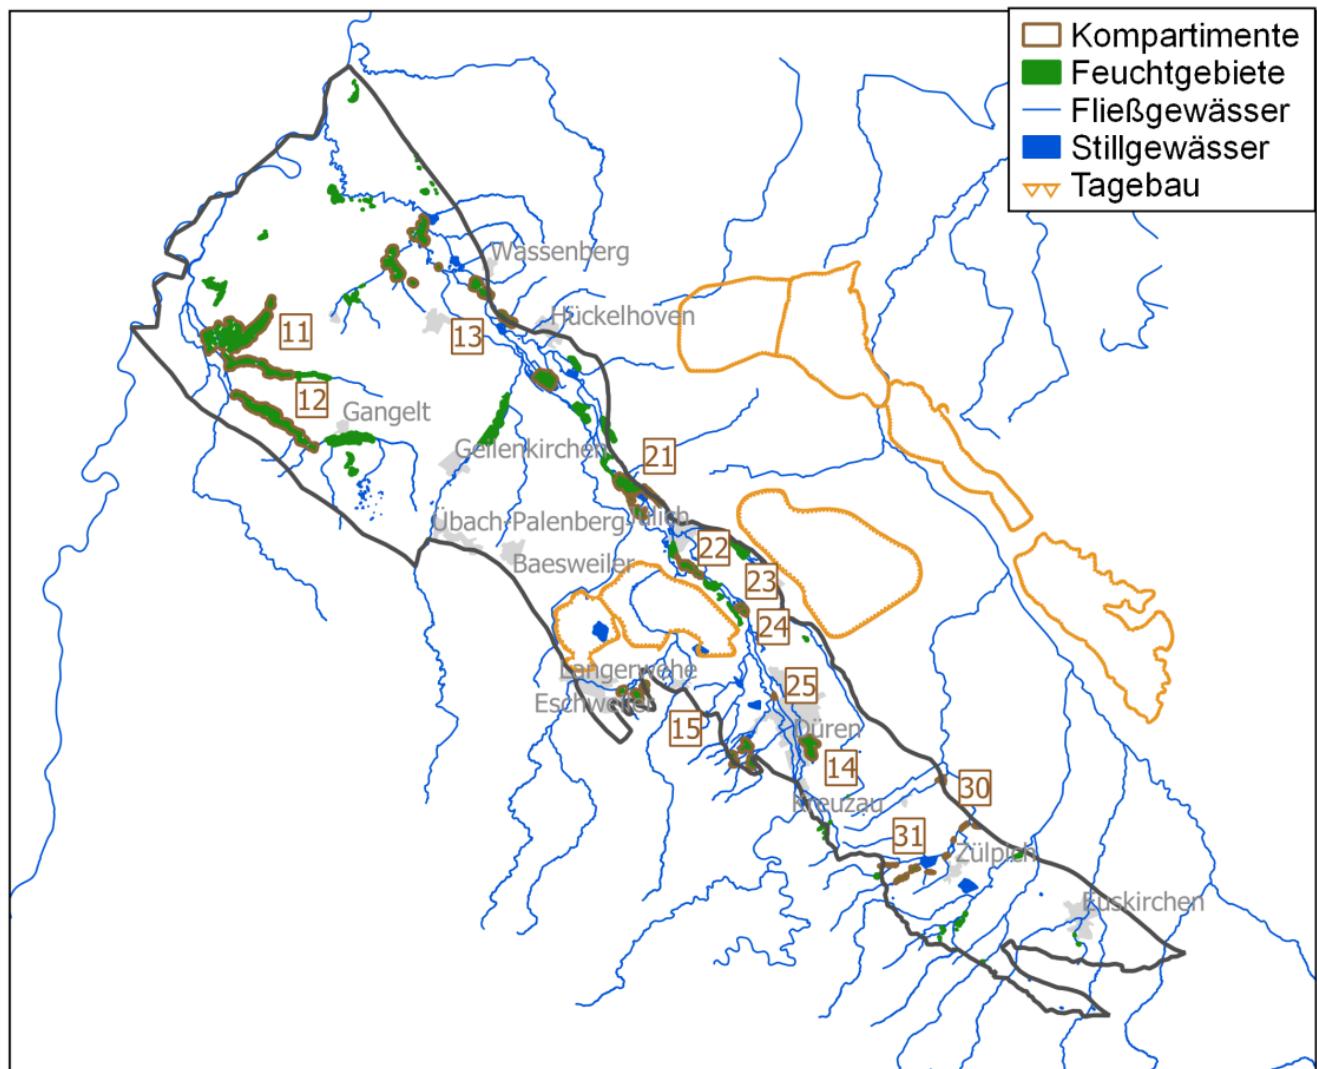 Kompartimente
Feuchtgebiete
Fließgewässer
Stillgewässer
Tagebau
Wassenberg
Hückelhoven
11
13
12
Gangelt
Geilenkirchen
21
Übach-Palenberg
Jülich
22
Baesweiler
23
24
Langerwehe
25
Eschweiler
15
Düren
14
30
Kreuzau
31
Zülpich
Euskirchen